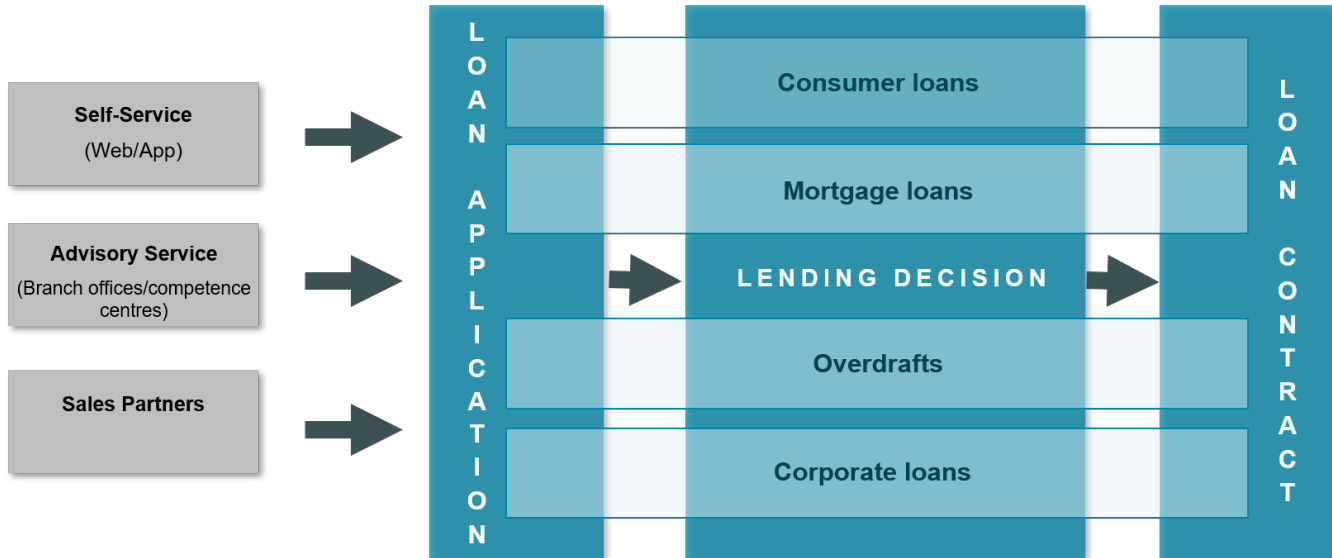 Self-Service
(Web/App)
Advisory Service
(Branch offices/competence
centres)
Sales Partners
LOAN APPLICATION
Consumer loans
Mortgage loans
LENDING DECISION
Overdrafts
Corporate loans
LOAN CONTRACT